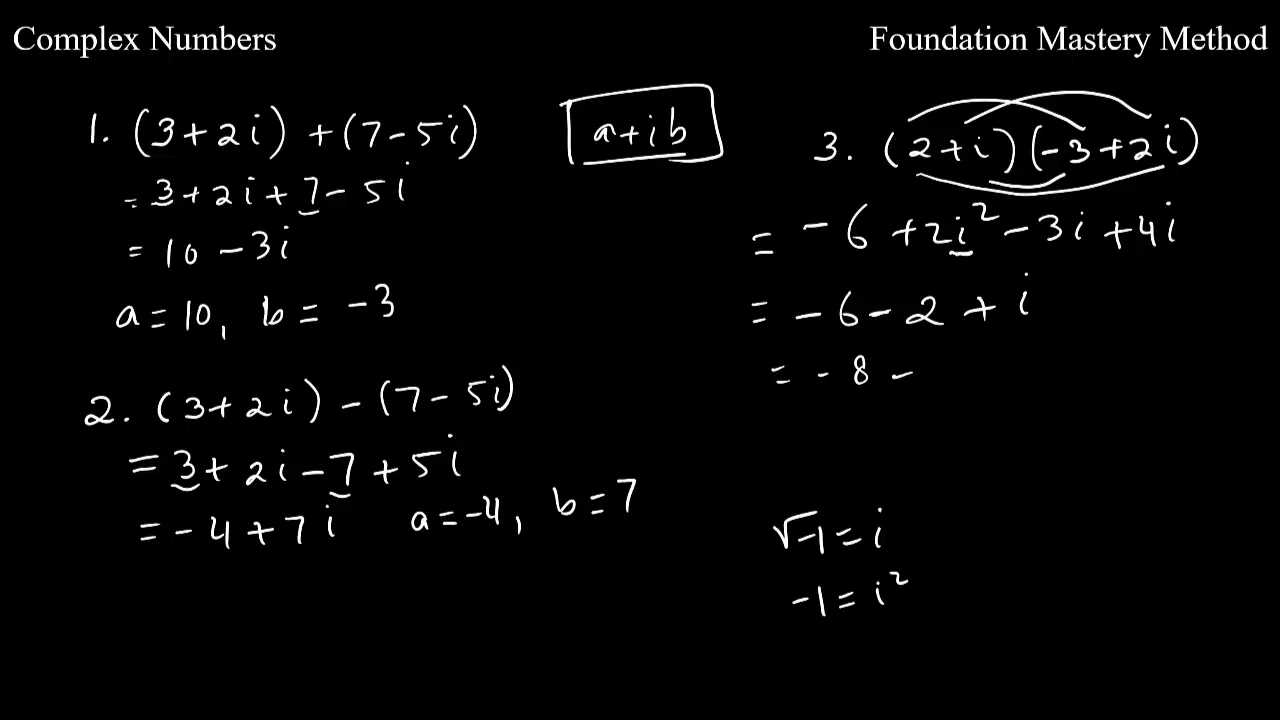 Complex Numbers
Foundation Mastery Method
1. (3+2i) + (7-5i)
= 3+2i+7-5i
= 10 - 3i
a = 10, b = -3
a+ib
2. (3+2i) - (7-5i)
= 3+2i-7+5i
= -4+7i a=-4, b=7
3. (2+i)(-3+2i)
= -6+2i²-3i+4i
= -6-2+i
= -8 -
√-1 = i
-1 = i²